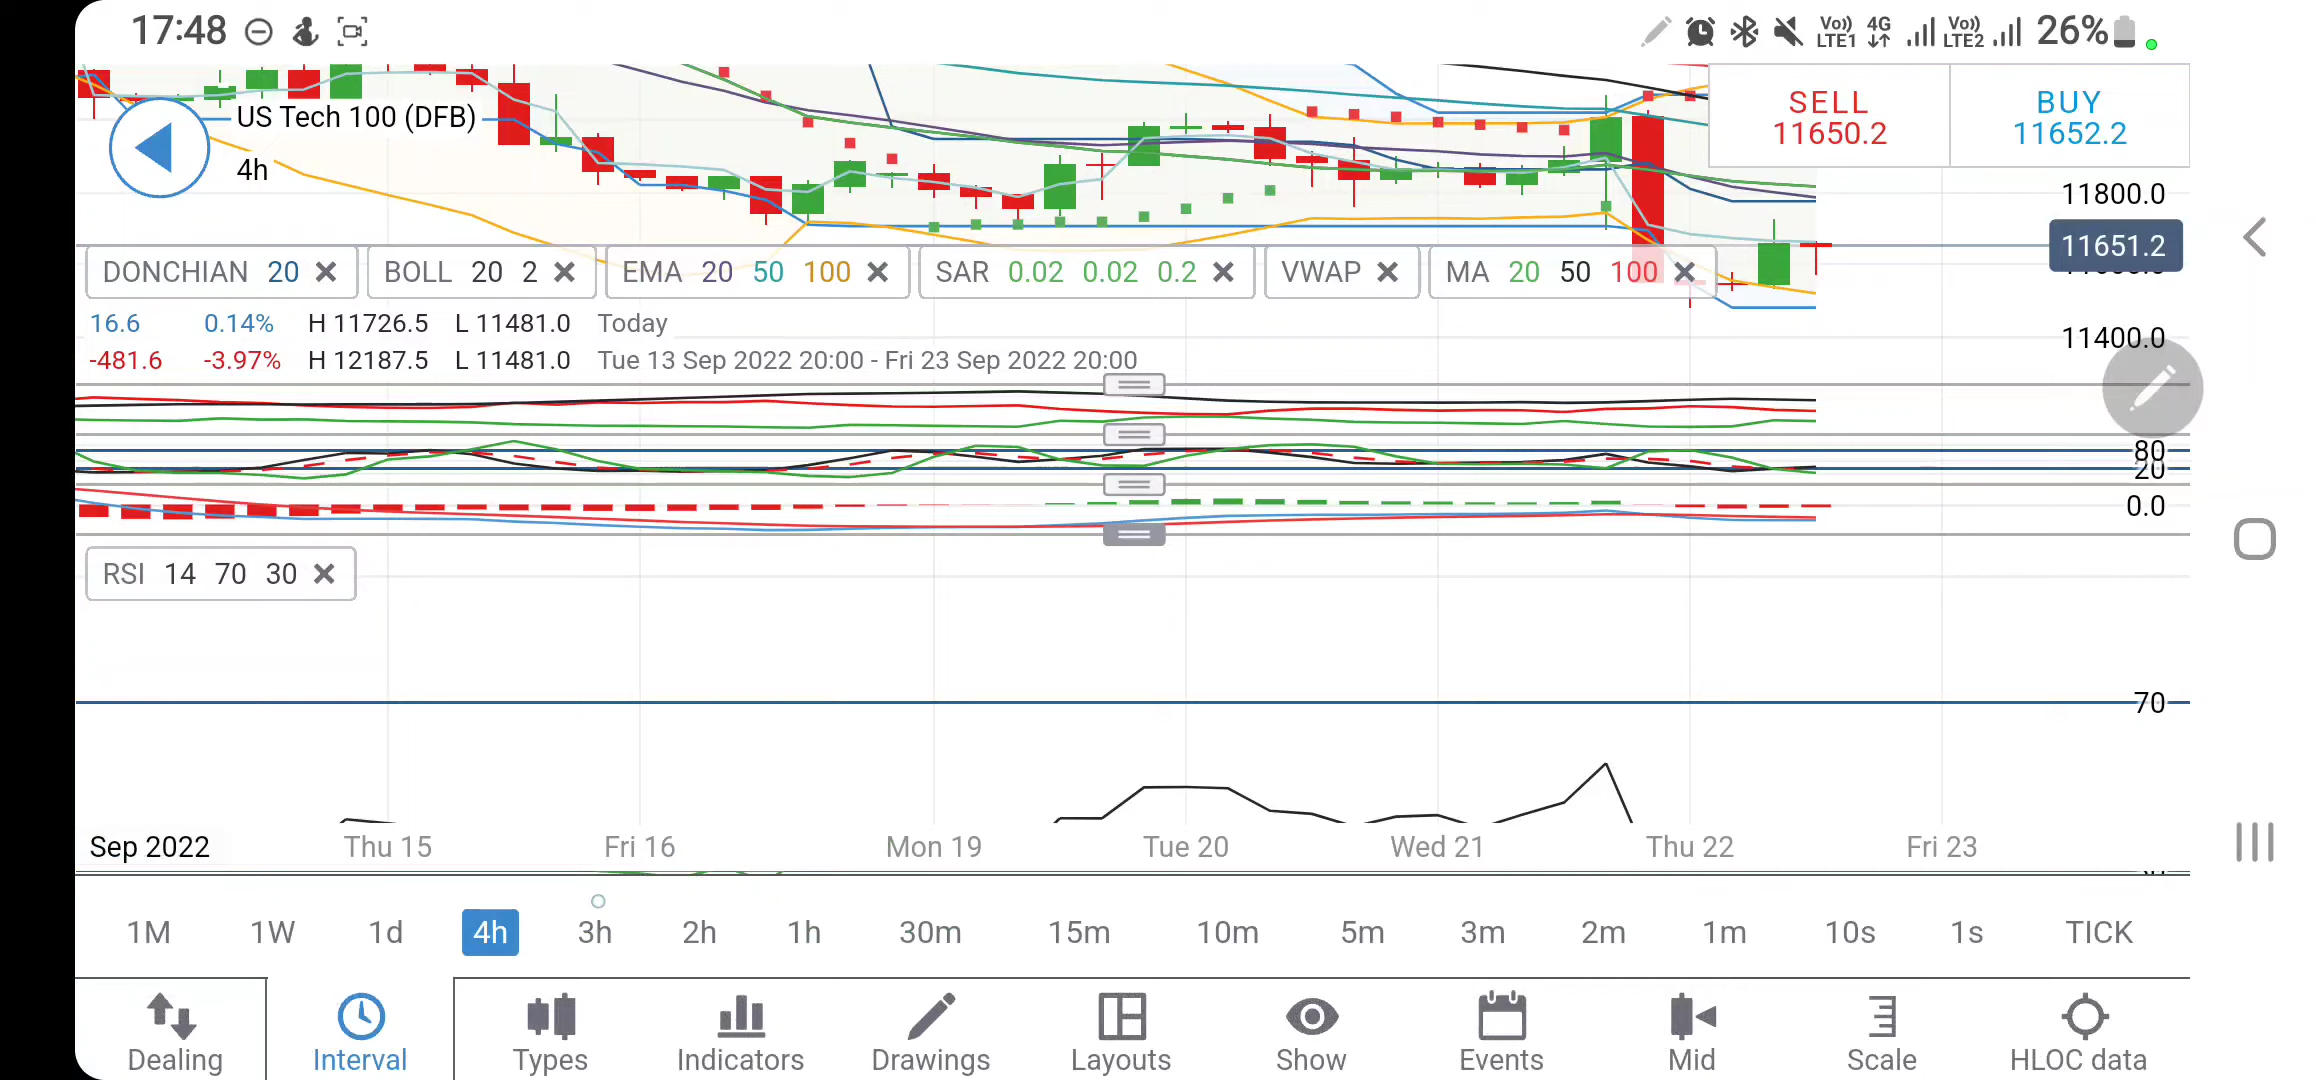 17:48
Vo)) LTE1 4G Vo)) LTE2 26%
US Tech 100 (DFB)
4h
SELL
11650.2
BUY
11652.2
11800.0
11651.2
11400.0
DONCHIAN 20
BOLL 20 2
EMA 20 50 100
SAR 0.02 0.02 0.2
VWAP
MA 20 50 100
16.6 0.14% H 11726.5 L 11481.0 Today
-481.6 -3.97% H 12187.5 L 11481.0 Tue 13 Sep 2022 20:00 - Fri 23 Sep 2022 20:00
80
20
0.0
RSI 14 70 30
70
Sep 2022 Thu 15 Fri 16 Mon 19 Tue 20 Wed 21 Thu 22 Fri 23
1M 1W 1d 4h 3h 2h 1h 30m 15m 10m 5m 3m 2m 1m 10s 1s TICK
Dealing Interval Types Indicators Drawings Layouts Show Events Mid Scale HLOC data